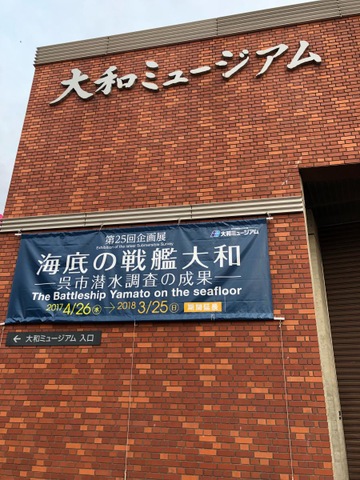 大和ミュージアム
第25回企画展
大和ミュージアム
Exhibition of the latest Submersible Survey
海底の戦艦大和
―呉市潜水調査の成果―
The Battleship Yamato on the seafloor
2017 4/26(水) → 2018 3/25(日) 期間延長
← 大和ミュージアム 入口